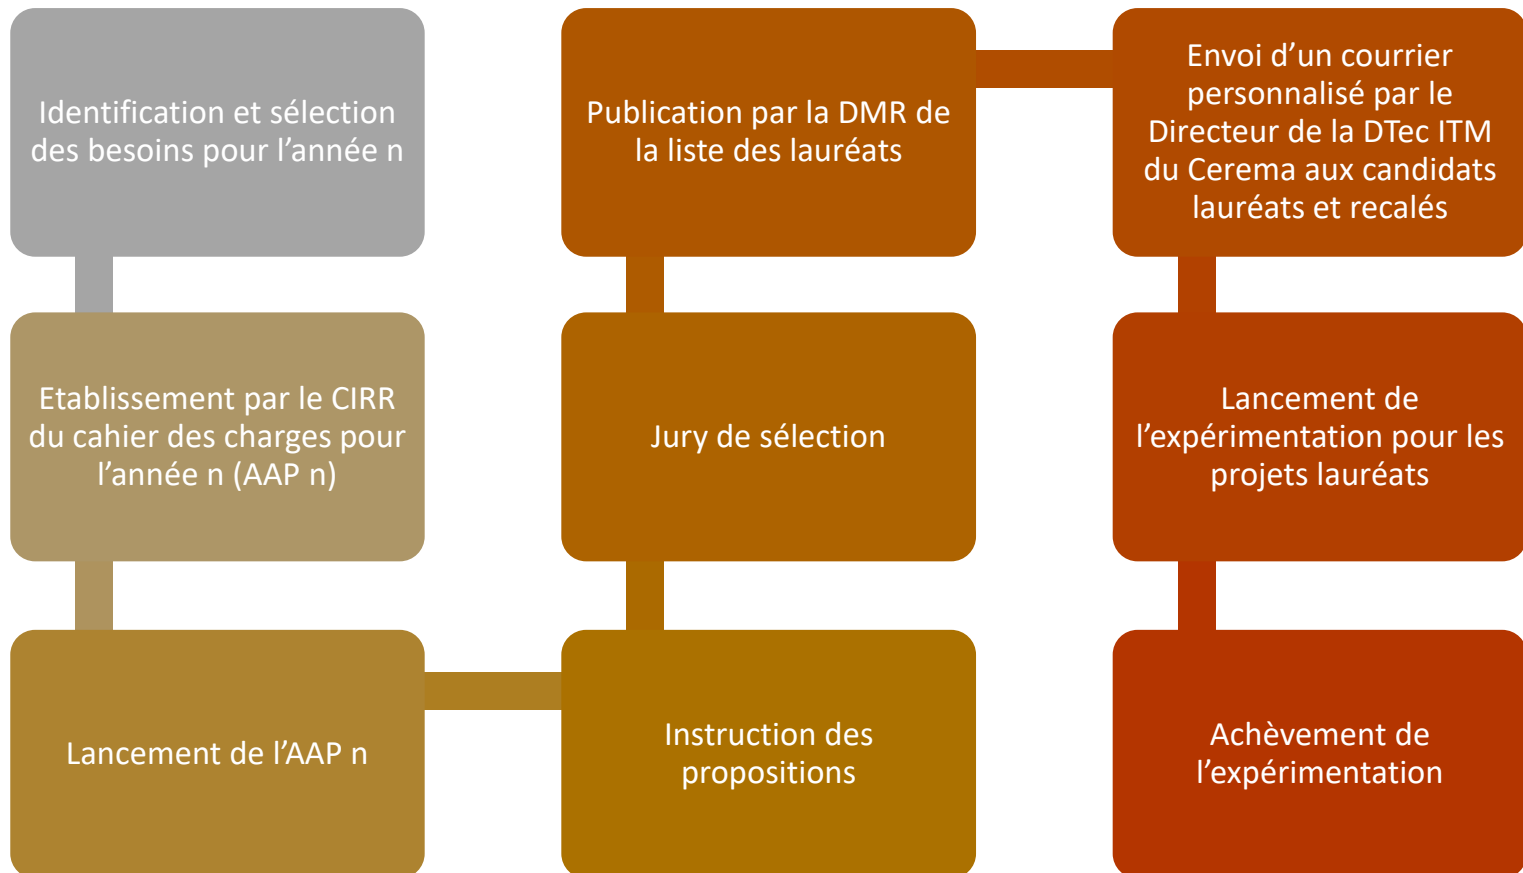 Identification et sélection
des besoins pour l’année n
Etablissement par le CIRR
du cahier des charges pour
l’année n (AAP n)
Lancement de l’AAP n
Instruction des
propositions
Jury de sélection
Publication par la DMR de
la liste des lauréats
Envoi d’un courrier
personnalisé par le
Directeur de la DTec ITM
du Cerema aux candidats
lauréats et recalés
Lancement de
l’expérimentation pour les
projets lauréats
Achèvement de
l’expérimentation